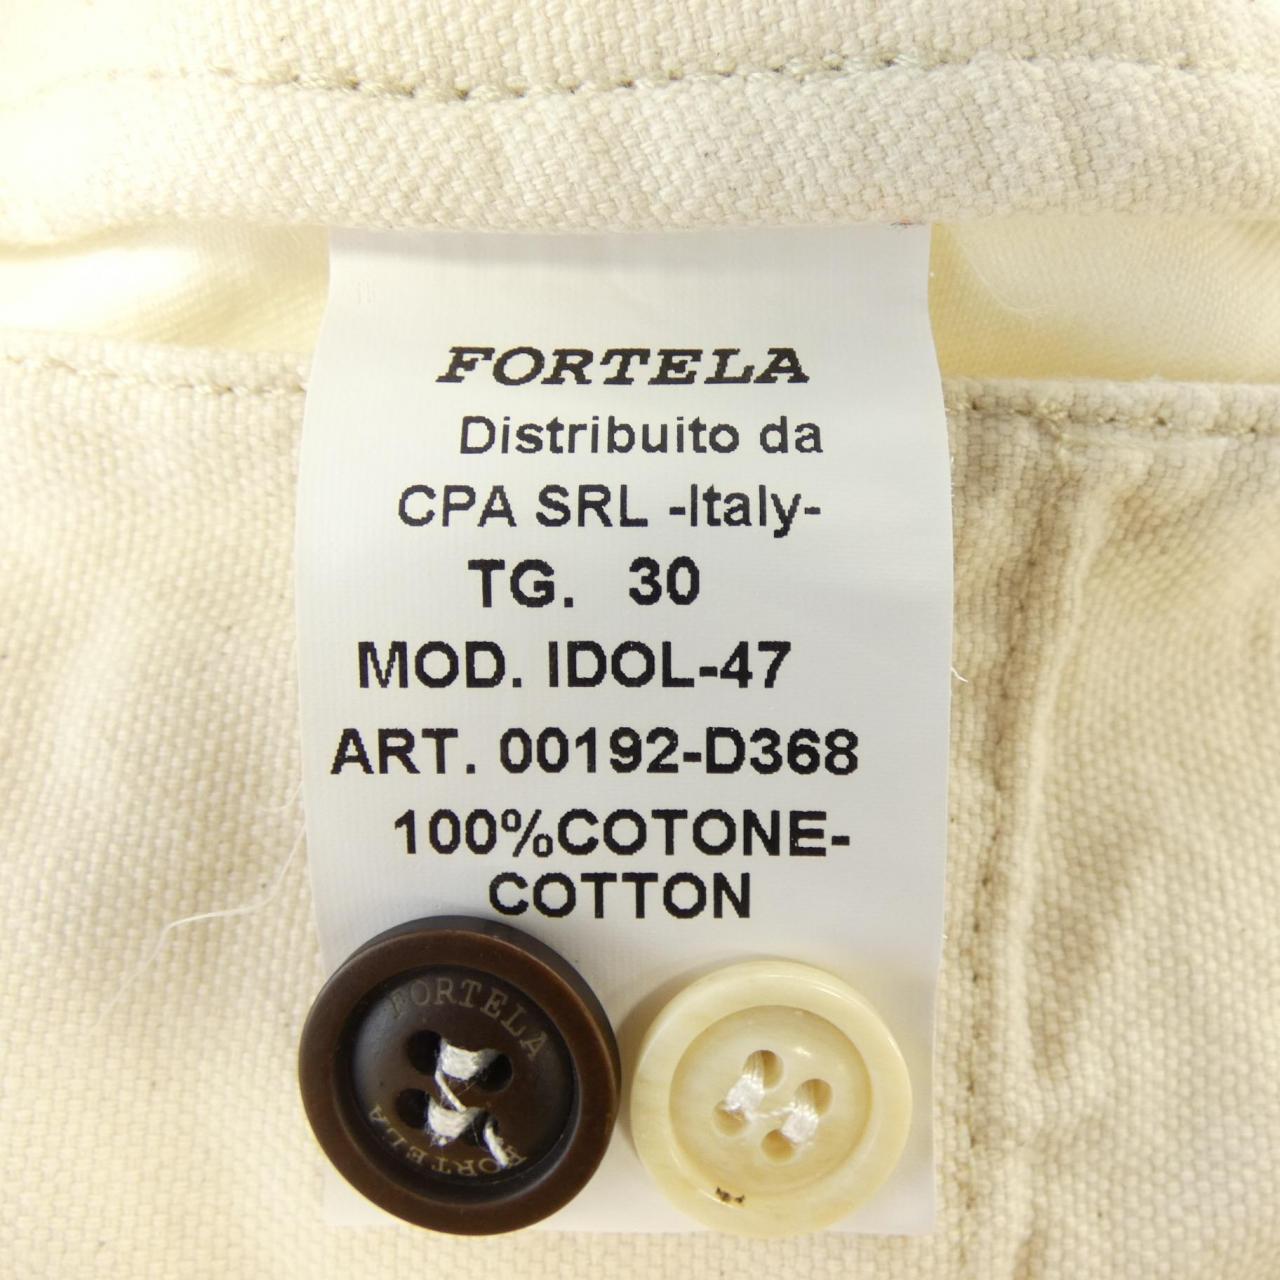 FORTELA
Distribuito da
CPA SRL -Italy-
TG. 30
MOD. IDOL-47
ART. 00192-D368
100%COTONE-
COTTON
FORTELA
FORTELA